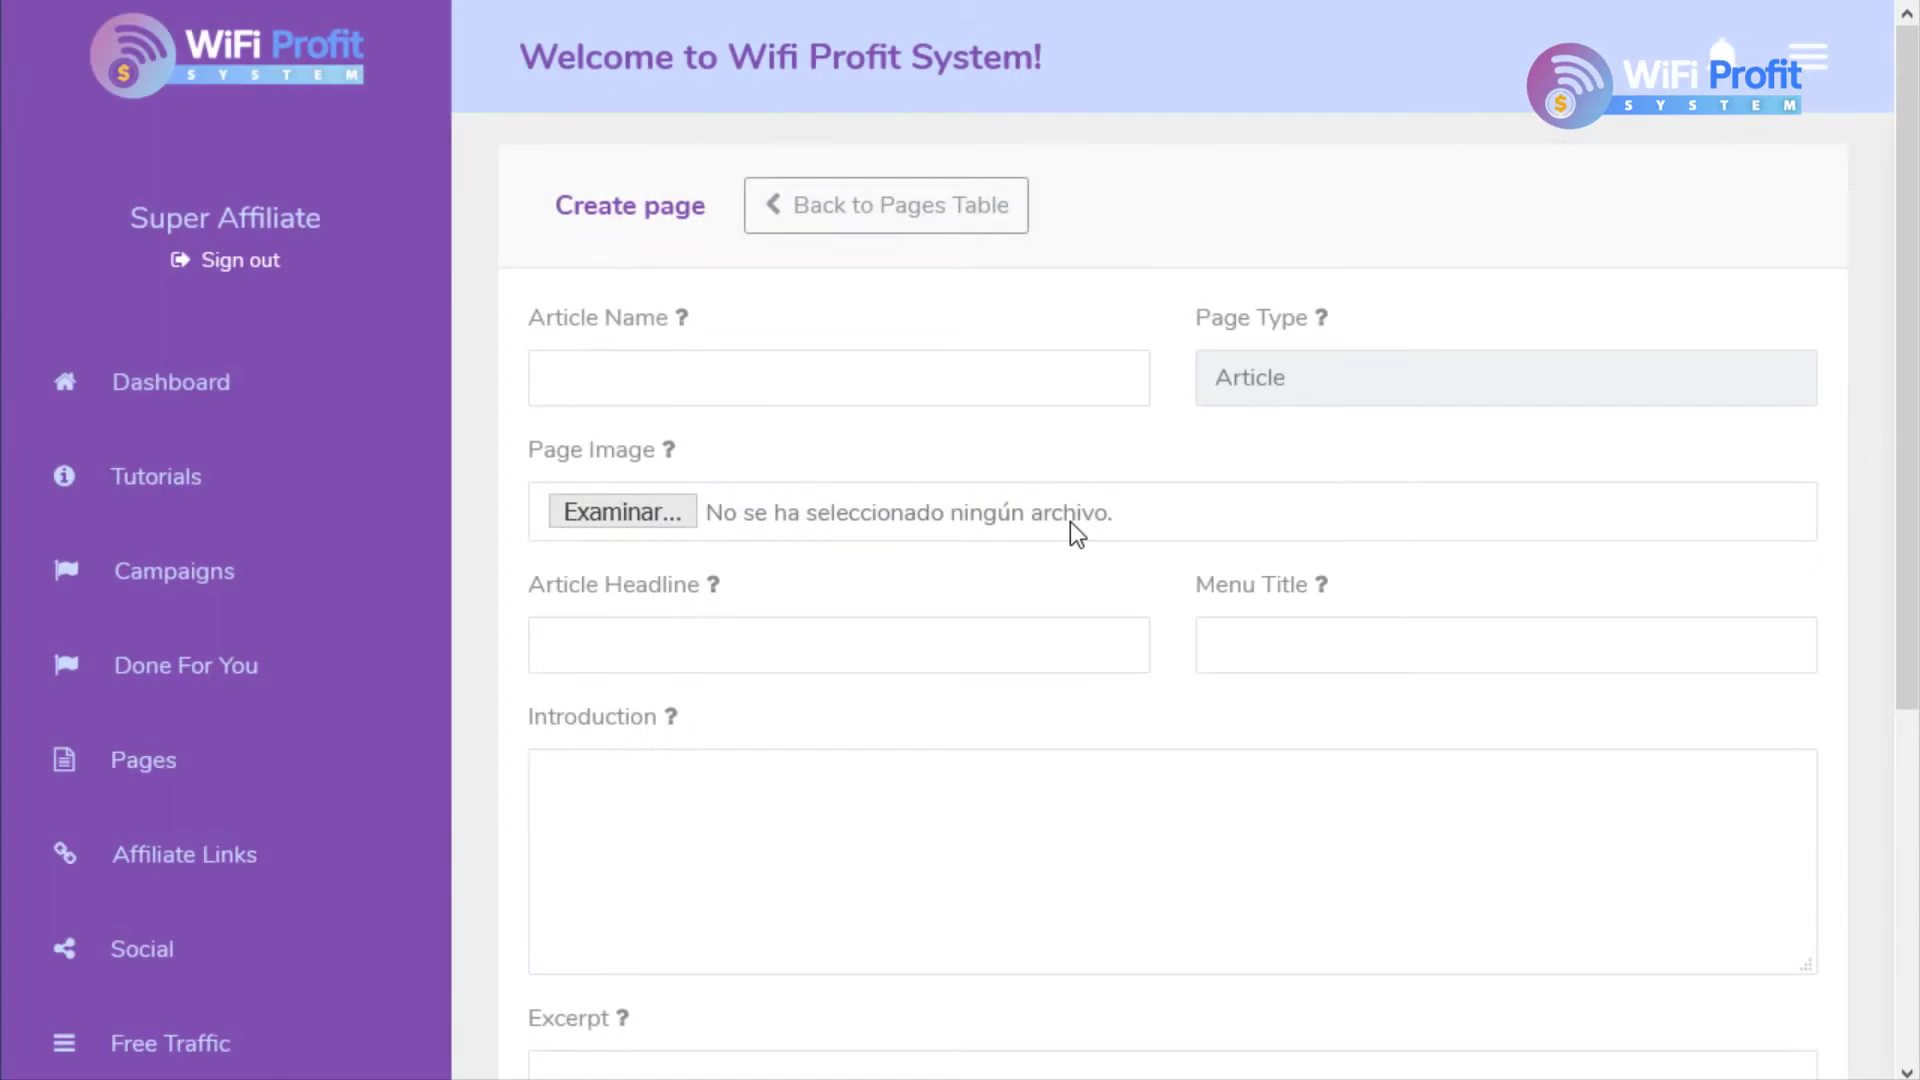 WiFi Profit
SYSTEM
Super Affiliate
Sign out
Dashboard
Tutorials
Campaigns
Done For You
Pages
Affiliate Links
Social
Free Traffic
Welcome to Wifi Profit System!
WiFi Profit
SYSTEM
Create page
Back to Pages Table
Article Name ?
Page Type ?
Article
Page Image ?
Examinar... No se ha seleccionado ningún archivo.
Article Headline ?
Menu Title ?
Introduction ?
Excerpt ?